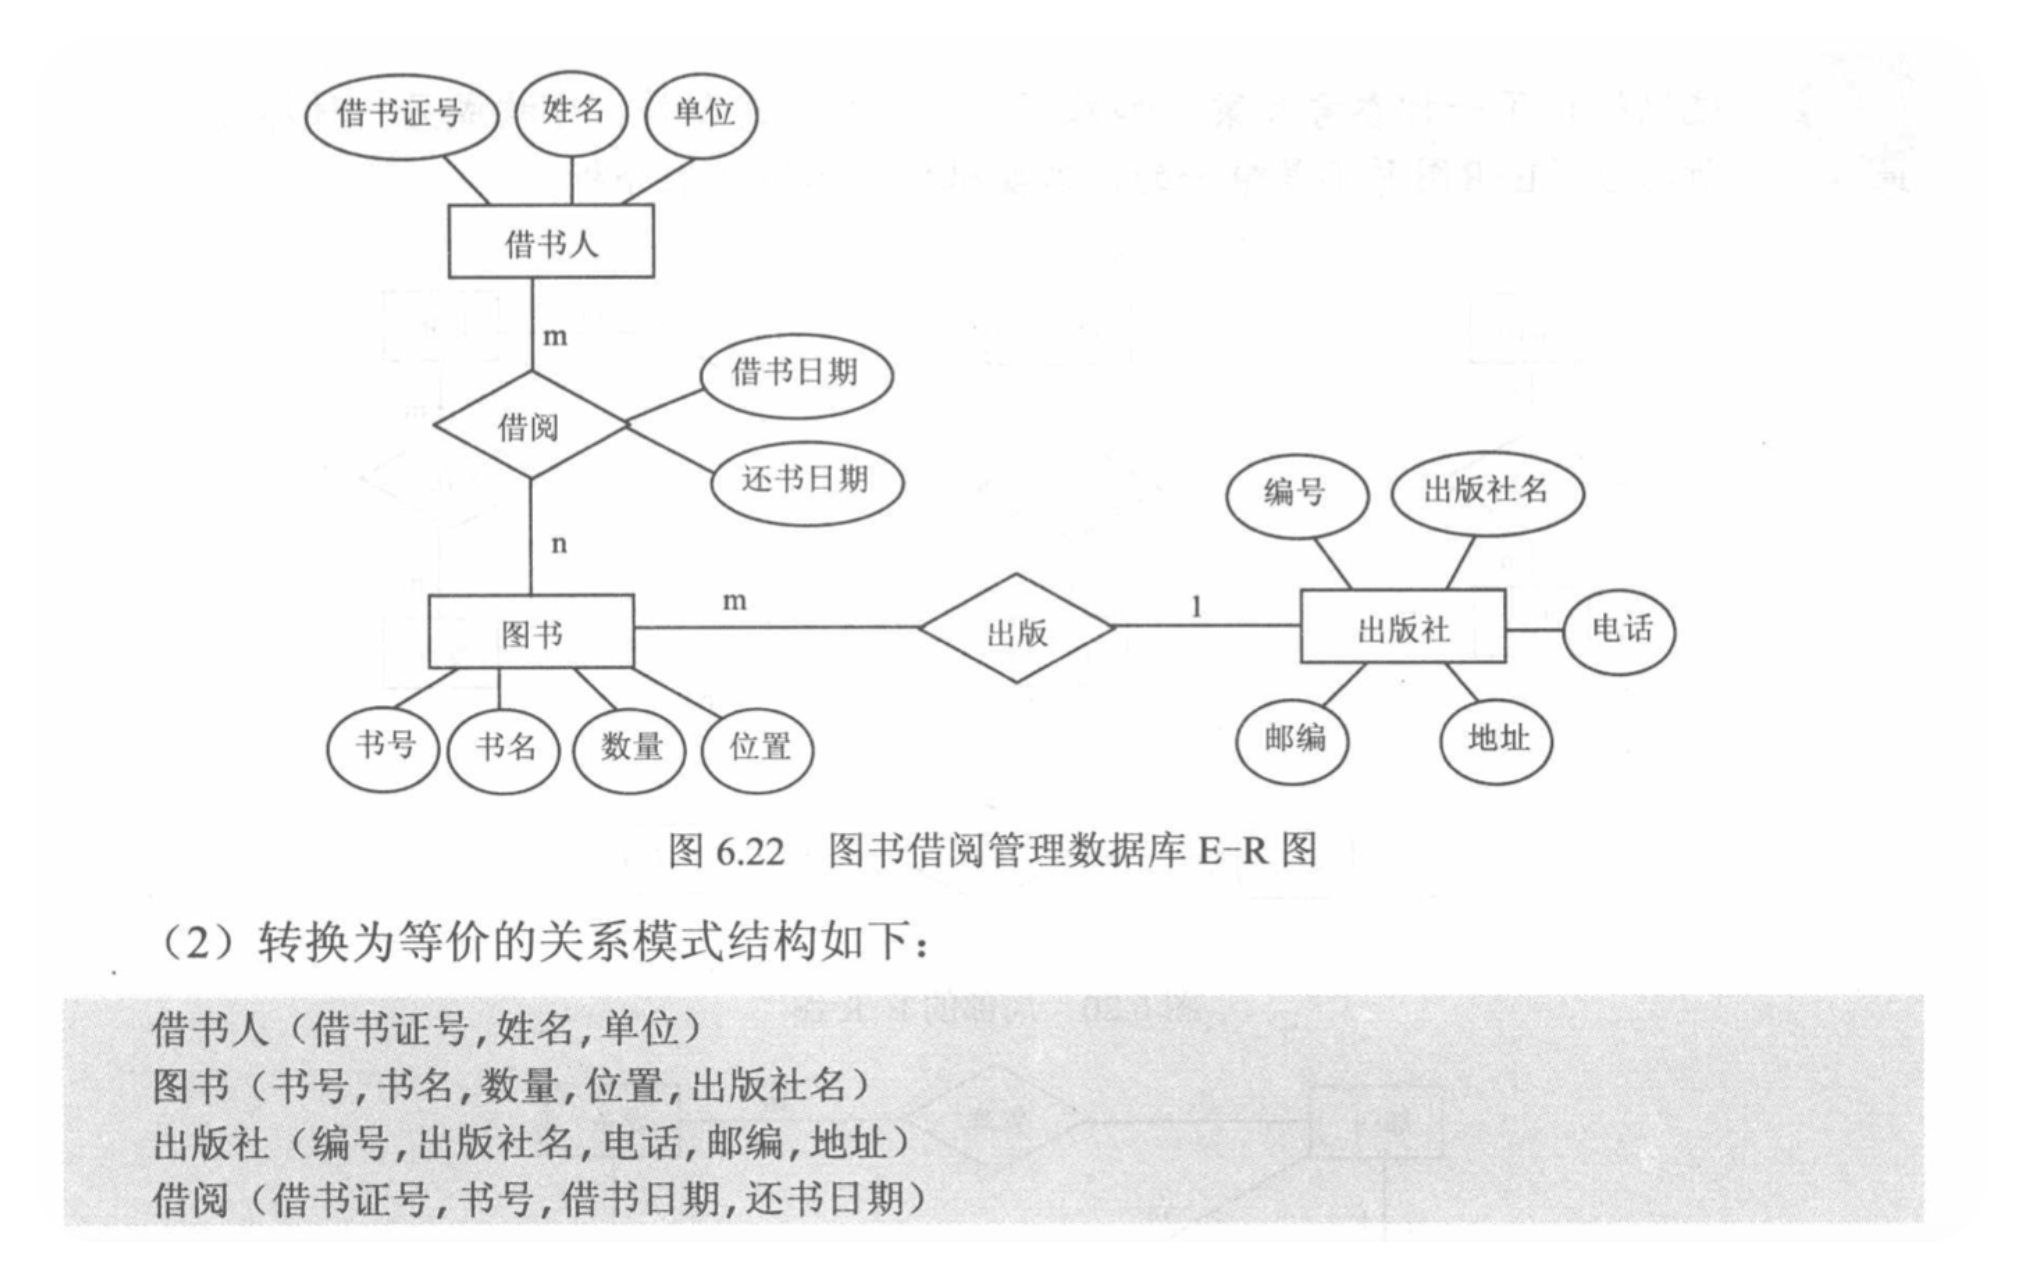 借书证号 姓名 单位
借书人
m
借书日期
借阅
还书日期
n
编号 出版社名
图书 m 出版 1 出版社 电话
书号 书名 数量 位置 邮编 地址
图 6.22 图书借阅管理数据库 E-R 图
（2）转换为等价的关系模式结构如下：
借书人（借书证号,姓名,单位）
图书（书号,书名,数量,位置,出版社名）
出版社（编号,出版社名,电话,邮编,地址）
借阅（借书证号,书号,借书日期,还书日期）